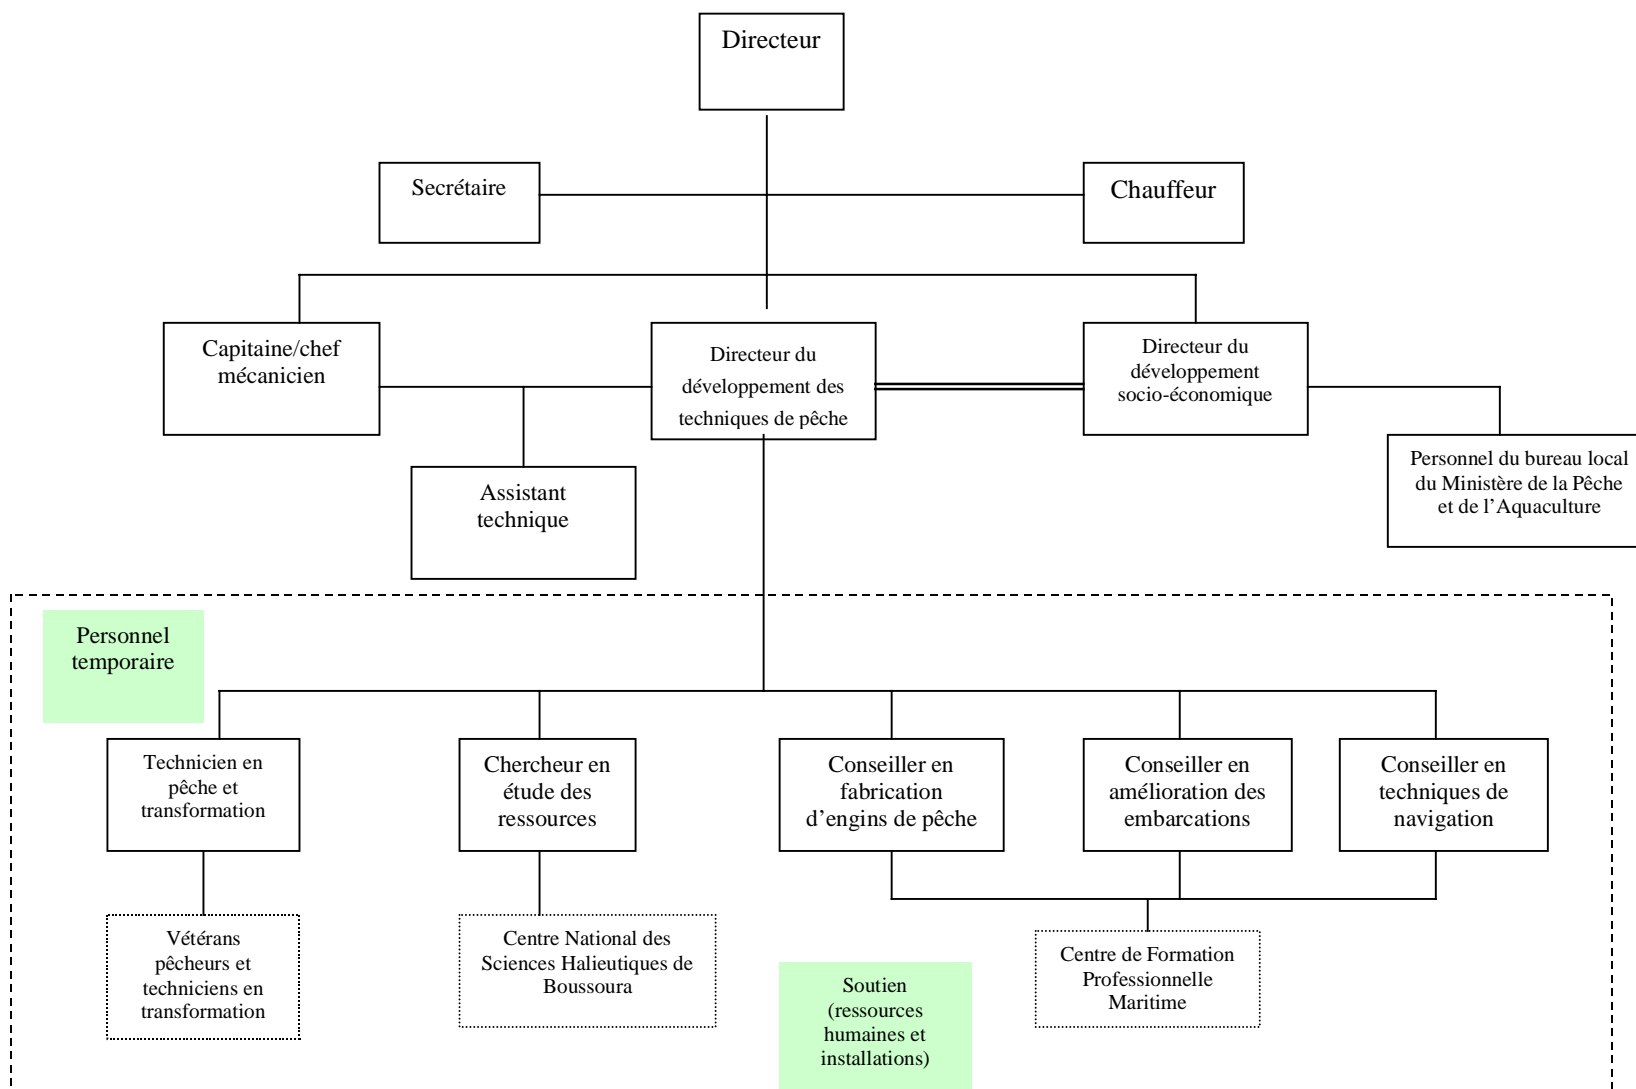 Directeur
Secrétaire
Chauffeur
Capitaine/chef
mécanicien
Directeur du
développement des
techniques de pêche
Directeur du
développement
socio-économique
Assistant
technique
Personnel du bureau local
du Ministère de la Pêche
et de l’Aquaculture
Personnel
temporaire
Technicien en
pêche et
transformation
Chercheur en
étude des
ressources
Conseiller en
fabrication
d’engins de pêche
Conseiller en
amélioration des
embarcations
Conseiller en
techniques de
navigation
Vétérans
pêcheurs et
techniciens en
transformation
Centre National des
Sciences Halieutiques de
Boussoura
Soutien
(ressources
humaines et
installations)
Centre de Formation
Professionnelle
Maritime